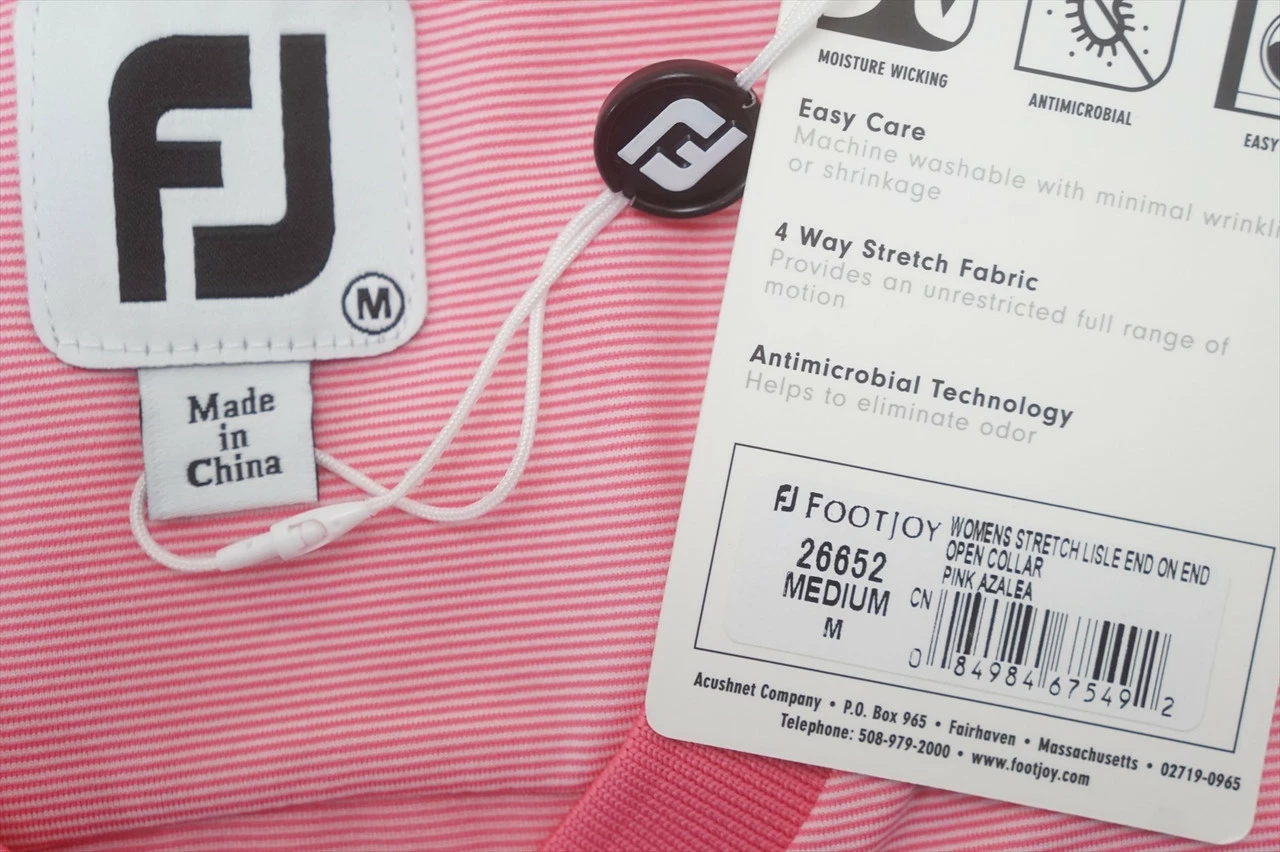 FJ
M
Made
in
China
MOISTURE WICKING
ANTIMICROBIAL
EASY
Easy Care
Machine washable with minimal wrinkli
or shrinkage
4 Way Stretch Fabric
Provides an unrestricted full range of
motion
Antimicrobial Technology
Helps to eliminate odor
FJ FOOTJOY
26652
MEDIUM
M
WOMENS STRETCH LISLE END ON END
OPEN COLLAR
PINK AZALEA
CN
0 84984 67549 2
Acushnet Company • P.O. Box 965 • Fairhaven • Massachusetts • 02719-0965
Telephone: 508-979-2000 • www.footjoy.com